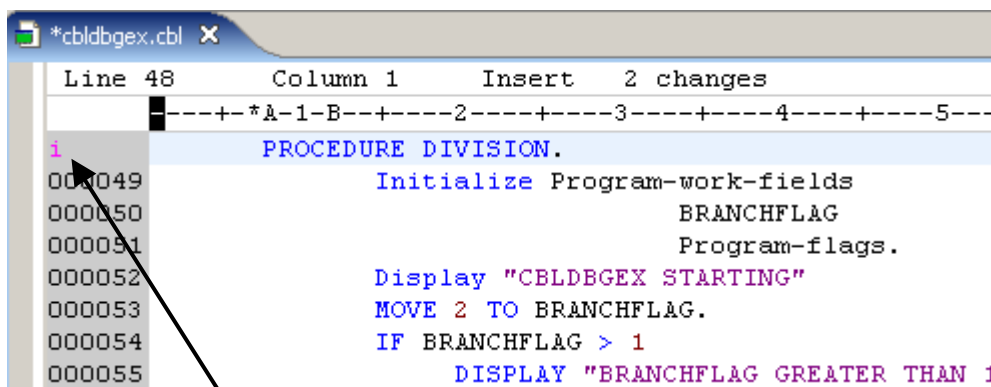 *cbldbgex.cbl
Line 48 Column 1 Insert 2 changes
----+-*A-1-B--+----2----+----3----+----4----+----5---
i PROCEDURE DIVISION.
000049 Initialize Program-work-fields
000050 BRANCHFLAG
000051 Program-flags.
000052 Display "CBLDBGEX STARTING"
000053 MOVE 2 TO BRANCHFLAG.
000054 IF BRANCHFLAG > 1
000055 DISPLAY "BRANCHFLAG GREATER THAN 1